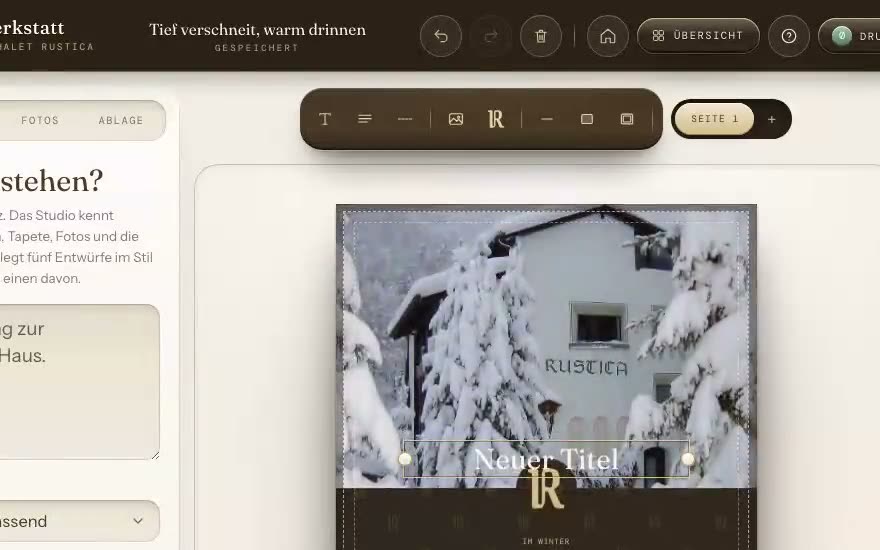 erkstatt
HALET RUSTICA
Tief verschneit, warm drinnen
GESPEICHERT
ÜBERSICHT
DRU
FOTOS
ABLAGE
SEITE 1
stehen?
z. Das Studio kennt
, Tapete, Fotos und die
legt fünf Entwürfe im Stil
einen davon.
g zur
Haus.
ssend
RUSTICA
Neuer Titel
IM WINTER